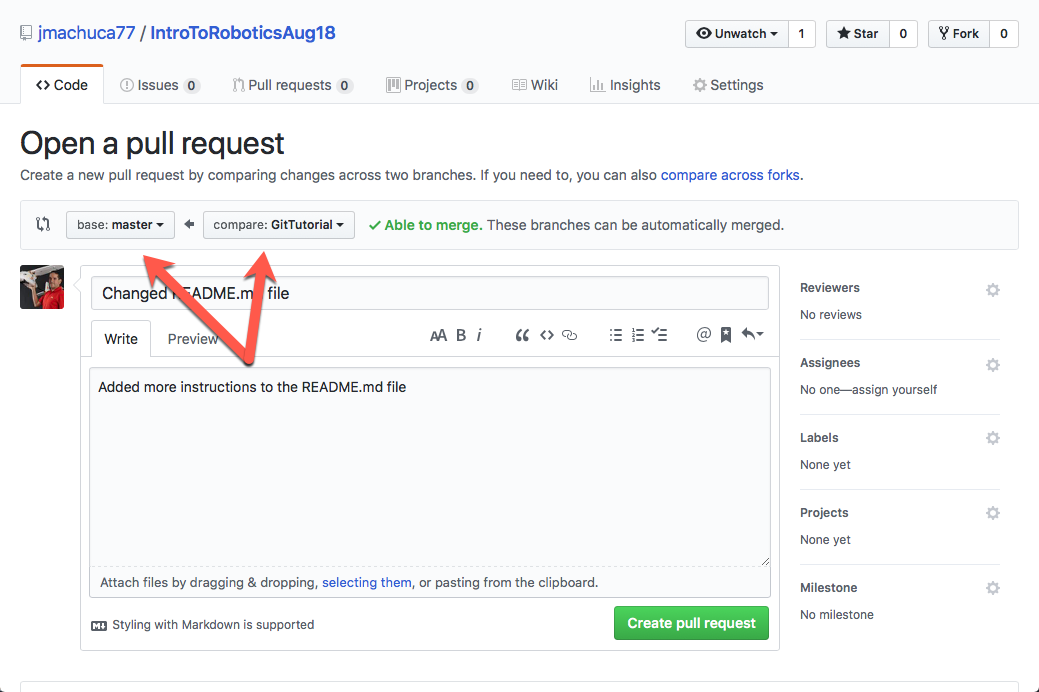 jmachuca77 / IntroToRoboticsAug18
Unwatch 1 Star 0 Fork 0
Code Issues 0 Pull requests 0 Projects 0 Wiki Insights Settings
Open a pull request
Create a new pull request by comparing changes across two branches. If you need to, you can also compare across forks.
base: master compare: GitTutorial Able to merge. These branches can be automatically merged.
Changed README.md file
Write Preview AA B i
Added more instructions to the README.md file
Attach files by dragging & dropping, selecting them, or pasting from the clipboard.
Styling with Markdown is supported
Create pull request
Reviewers
No reviews
Assignees
No one—assign yourself
Labels
None yet
Projects
None yet
Milestone
No milestone